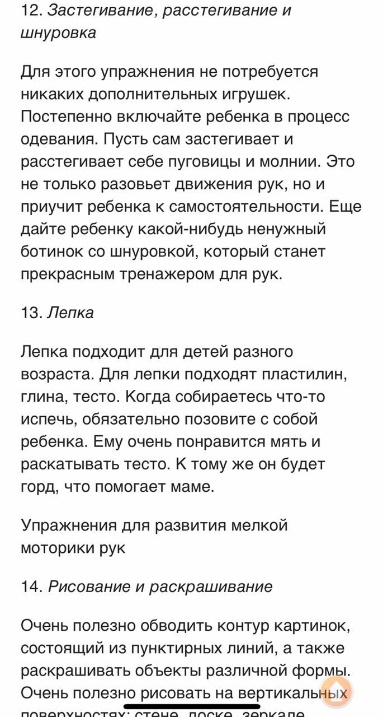 12. Застегивание, расстегивание и
шнуровка
Для этого упражнения не потребуется
никаких дополнительных игрушек.
Постепенно включайте ребенка в процесс
одевания. Пусть сам застегивает и
расстегивает себе пуговицы и молнии. Это
не только разовьет движения рук, но и
приучит ребенка к самостоятельности. Еще
дайте ребенку какой-нибудь ненужный
ботинок со шнуровкой, который станет
прекрасным тренажером для рук.
13. Лепка
Лепка подходит для детей разного
возраста. Для лепки подходят пластилин,
глина, тесто. Когда собираетесь что-то
испечь, обязательно позовите с собой
ребенка. Ему очень понравится мять и
раскатывать тесто. К тому же он будет
горд, что помогает маме.
Упражнения для развития мелкой
моторики рук
14. Рисование и раскрашивание
Очень полезно обводить контур картинок,
состоящий из пунктирных линий, а также
раскрашивать объекты различной формы.
Очень полезно рисовать на вертикальных
поверхностях: стене, доске, зеркале.